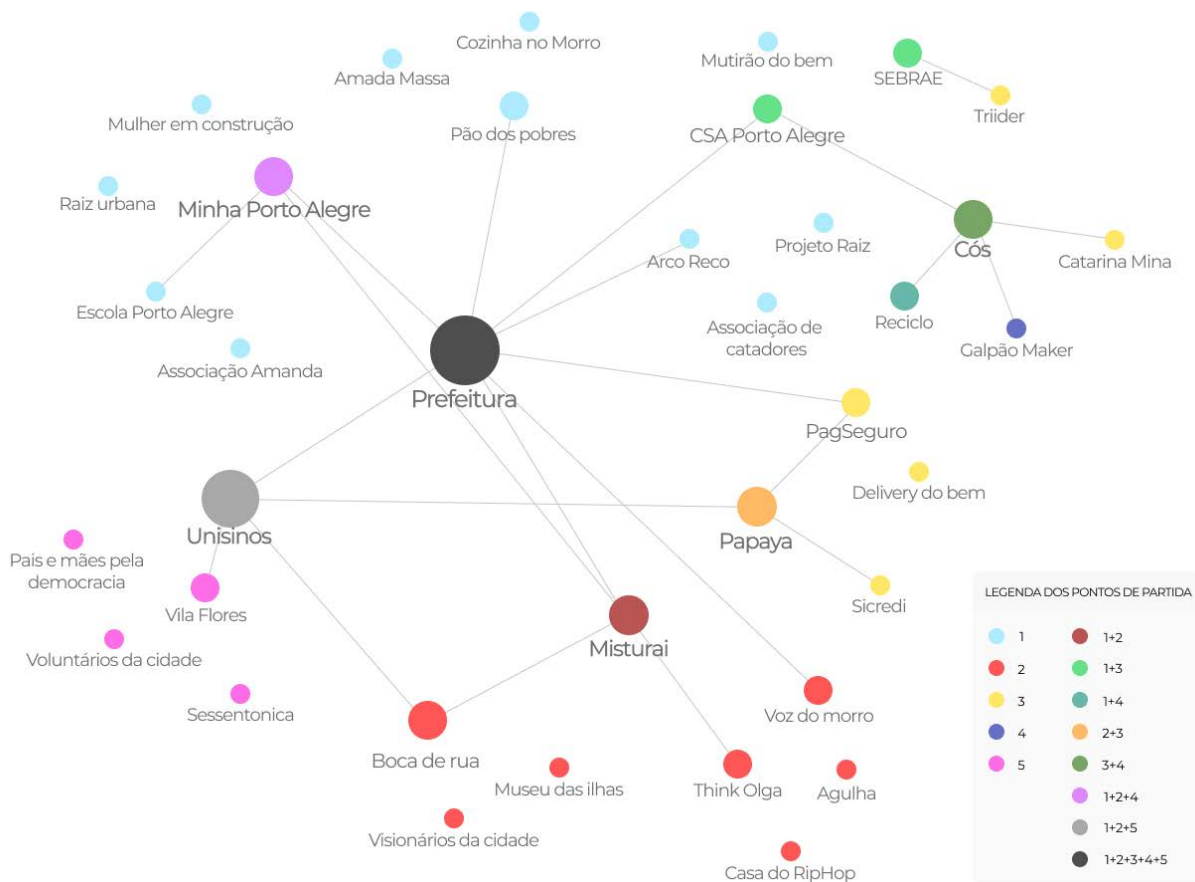 Cozinha no Morro
Amada Massa
Mutirão do bem
SEBRAE
Triider
Mulher em construção
Pão dos pobres
CSA Porto Alegre
Raiz urbana
Minha Porto Alegre
Arco Reco
Projeto Raiz
Cós
Catarina Mina
Escola Porto Alegre
Associação de
catadores
Reciclo
Galpão Maker
Associação Amanda
Prefeitura
PagSeguro
Delivery do bem
Unisinos
Papaya
Pais e mães pela
democracia
Vila Flores
Sicredi
Voluntários da cidade
Misturai
Sessentonica
Voz do morro
Boca de rua
Museu das ilhas
Think Olga
Agulha
Visionários da cidade
Casa do RipHop
LEGENDA DOS PONTOS DE PARTIDA
1
2
3
4
5
1+2
1+3
1+4
2+3
3+4
1+2+4
1+2+5
1+2+3+4+5